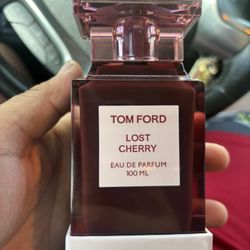 TOM FORD
LOST
CHERRY
EAU DE PARFUM
100 ML